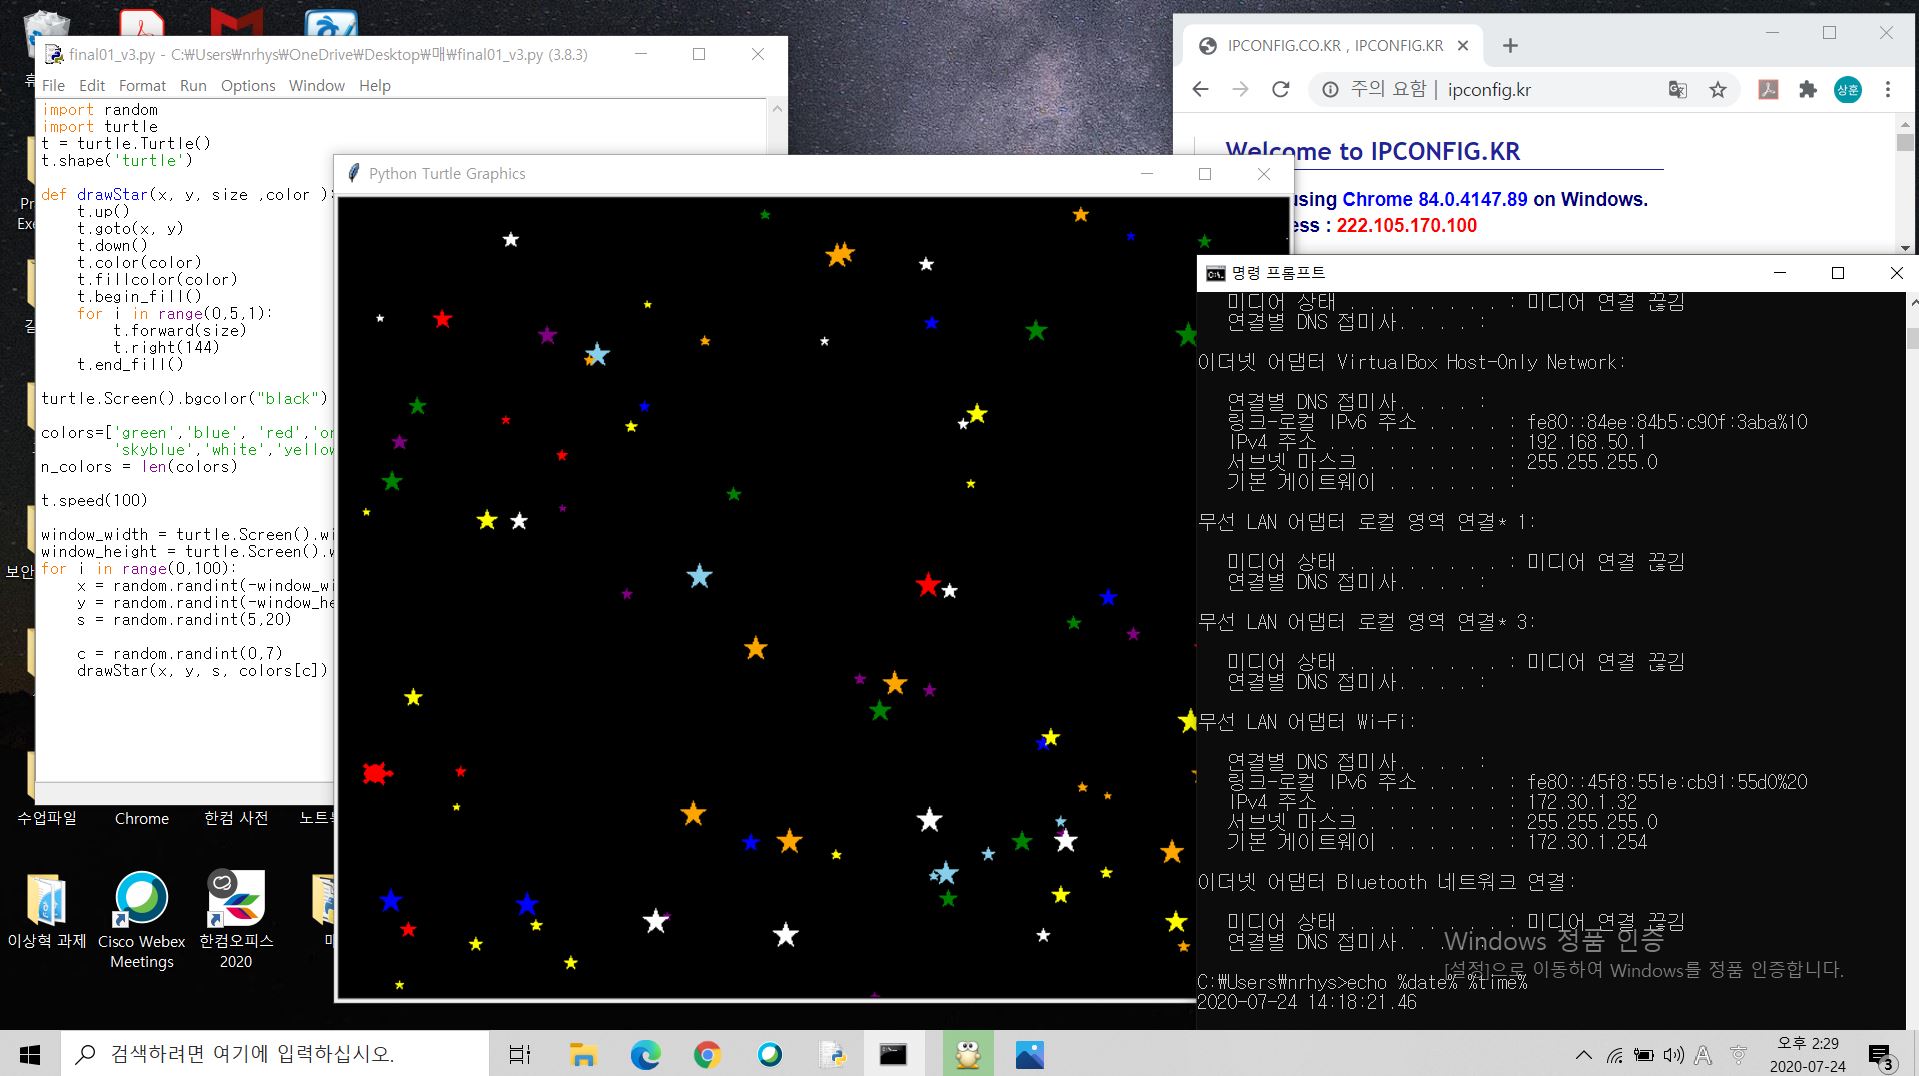 final01_v3.py - C:₩Users₩nrhys₩OneDrive₩Desktop₩매₩final01_v3.py (3.8.3)
File Edit Format Run Options Window Help
import random
import turtle
t = turtle.Turtle()
t.shape('turtle')
def drawStar(x, y, size ,color ):
t.up()
t.goto(x, y)
t.down()
t.color(color)
t.fillcolor(color)
t.begin_fill()
for i in range(0,5,1):
t.forward(size)
t.right(144)
t.end_fill()
turtle.Screen().bgcolor("black")
colors=['green','blue', 'red','or
'skyblue','white','yellow
n_colors = len(colors)
t.speed(100)
window_width = turtle.Screen().wi
window_height = turtle.Screen().w
for i in range(0,100):
x = random.randint(-window_wi
y = random.randint(-window_he
s = random.randint(5,20)
c = random.randint(0,7)
drawStar(x, y, s, colors[c])
Python Turtle Graphics
IPCONFIG.CO.KR , IPCONFIG.KR
주의 요함 | ipconfig.kr
상훈
Welcome to IPCONFIG.KR
using Chrome 84.0.4147.89 on Windows.
ess : 222.105.170.100
명령 프롬프트
미디어 상태 . . . . . . . . : 미디어 연결 끊김
연결별 DNS 접미사. . . . :
이더넷 어댑터 VirtualBox Host-Only Network:
연결별 DNS 접미사. . . . :
링크-로컬 IPv6 주소 . . . . : fe80::84ee:84b5:c90f:3aba%10
IPv4 주소 . . . . . . . . . : 192.168.50.1
서브넷 마스크 . . . . . . . : 255.255.255.0
기본 게이트웨이 . . . . . . :
무선 LAN 어댑터 로컬 영역 연결* 1:
미디어 상태 . . . . . . . . : 미디어 연결 끊김
연결별 DNS 접미사. . . . :
무선 LAN 어댑터 로컬 영역 연결* 3:
미디어 상태 . . . . . . . . : 미디어 연결 끊김
연결별 DNS 접미사. . . . :
무선 LAN 어댑터 Wi-Fi:
연결별 DNS 접미사. . . . :
링크-로컬 IPv6 주소 . . . . : fe80::45f8:551e:cb91:55d0%20
IPv4 주소 . . . . . . . . . : 172.30.1.32
서브넷 마스크 . . . . . . . : 255.255.255.0
기본 게이트웨이 . . . . . . : 172.30.1.254
이더넷 어댑터 Bluetooth 네트워크 연결:
미디어 상태 . . . . . . . . : 미디어 연결 끊김
연결별 DNS 접미사. . .
Windows 정품 인증
[설정]으로 이동하여 Windows를 정품 인증합니다.
C:₩Users₩nrhys>echo %date% %time%
2020-07-24 14:18:21.46
보안
수업파일 Chrome 한컴 사전 노트
이상혁 과제 Cisco Webex Meetings 한컴오피스 2020
검색하려면 여기에 입력하십시오.
A
오후 2:29
2020-07-24
3